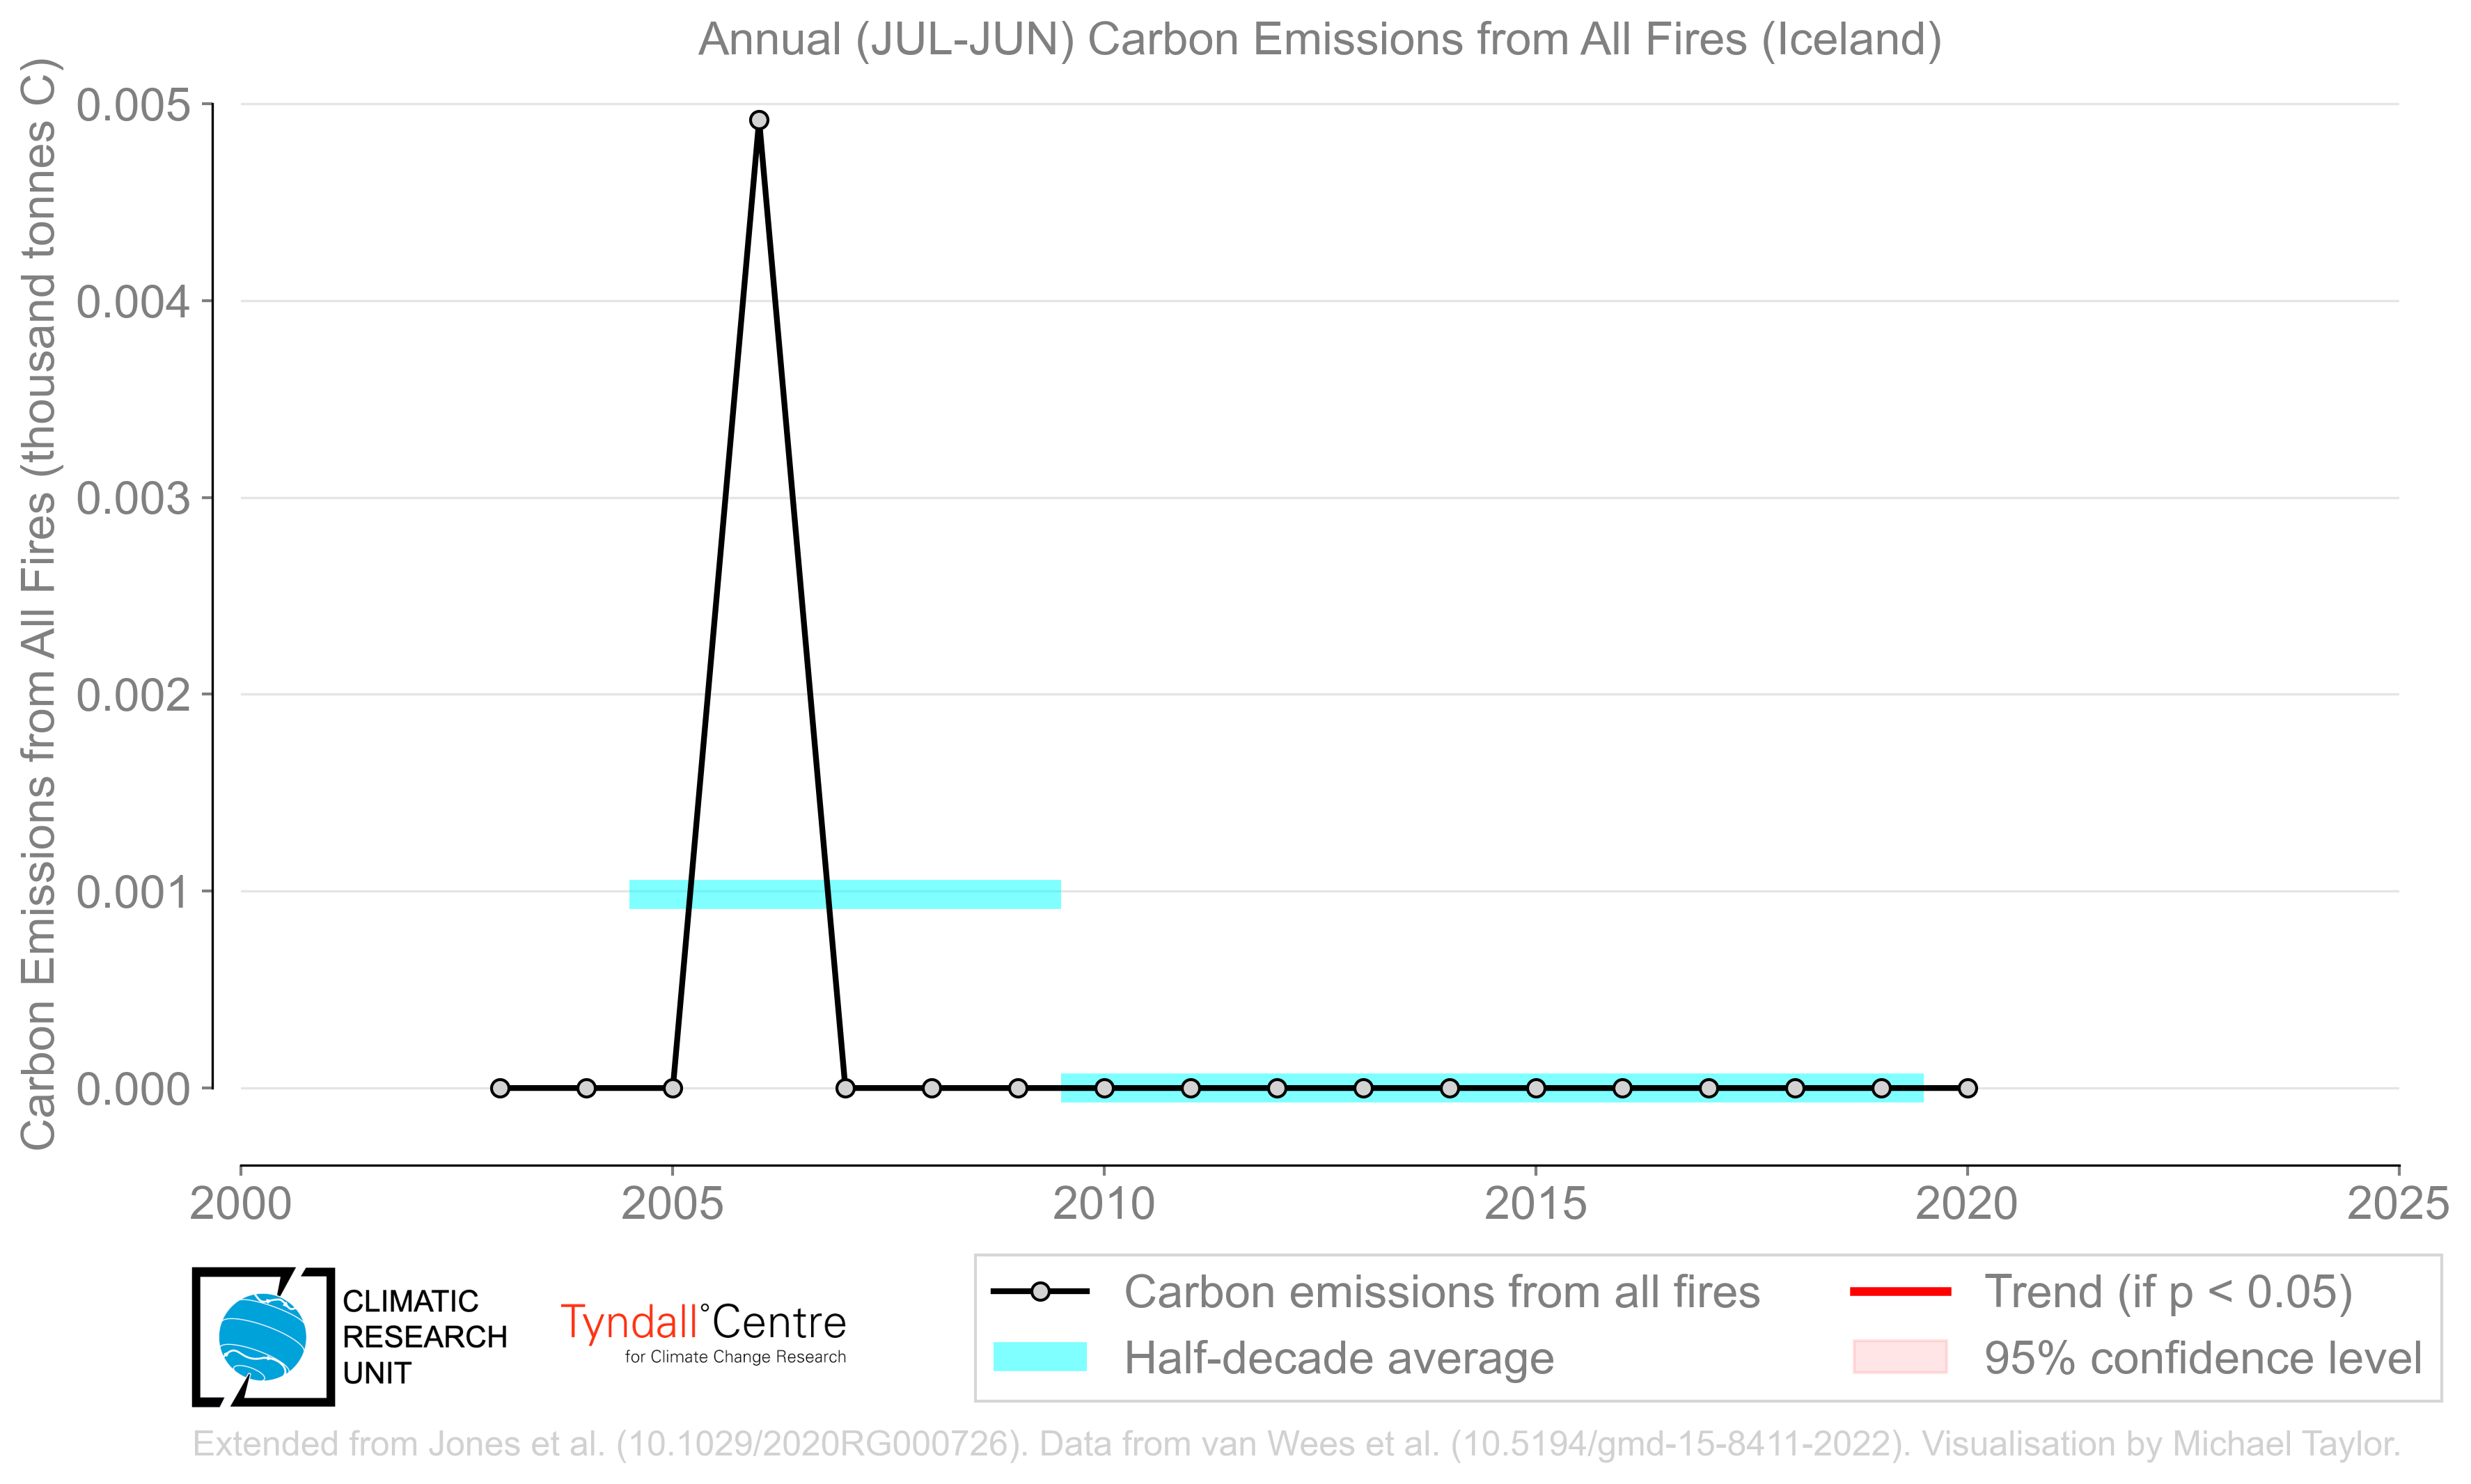 Annual (JUL-JUN) Carbon Emissions from All Fires (Iceland)
Carbon Emissions from All Fires (thousand tonnes C)
0.005
0.004
0.003
0.002
0.001
0.000
2000 2005 2010 2015 2020 2025
CLIMATIC
RESEARCH
UNIT
Tyndall°Centre
for Climate Change Research
Carbon emissions from all fires
Half-decade average
Trend (if p < 0.05)
95% confidence level
Extended from Jones et al. (10.1029/2020RG000726). Data from van Wees et al. (10.5194/gmd-15-8411-2022). Visualisation by Michael Taylor.